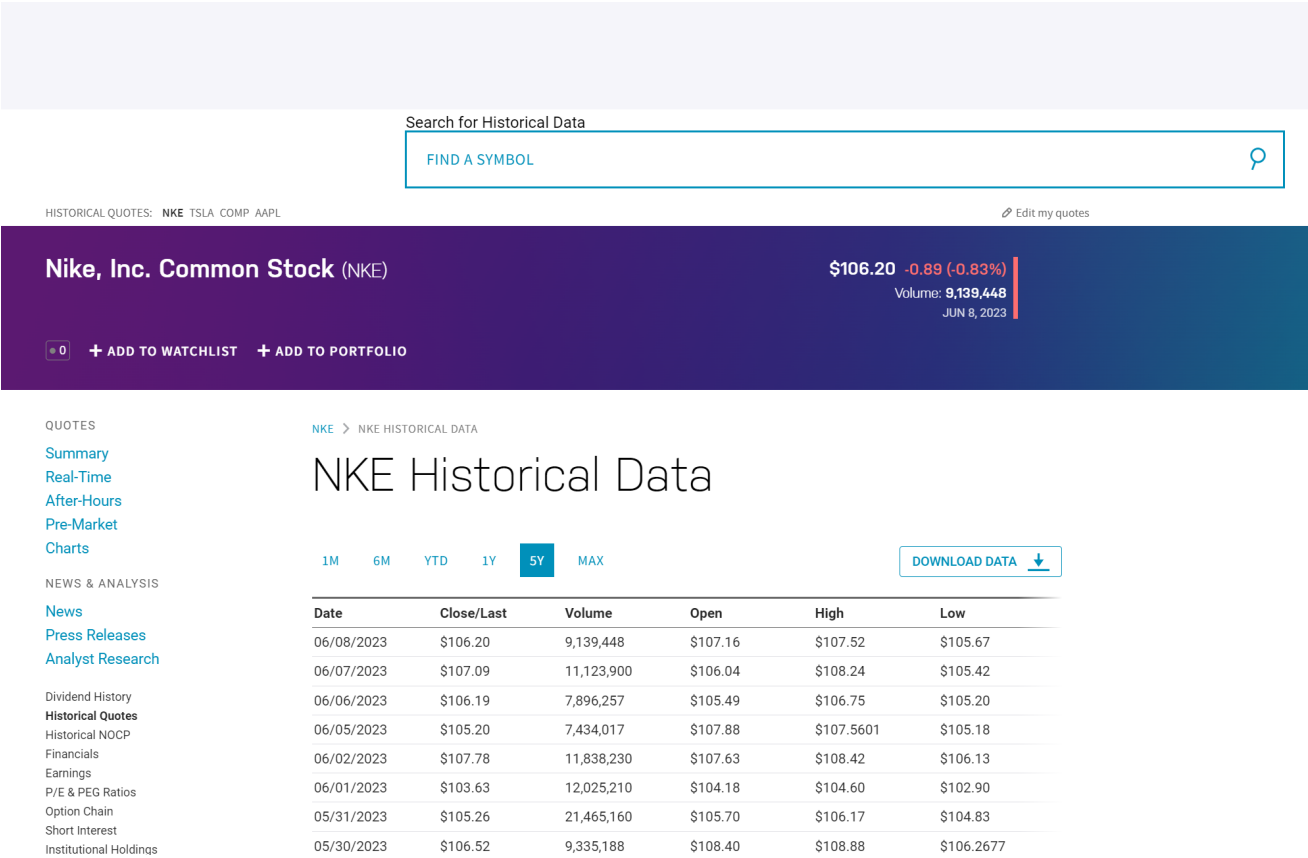 Search for Historical Data
FIND A SYMBOL
HISTORICAL QUOTES: NKE TSLA COMP AAPL
Edit my quotes
Nike, Inc. Common Stock (NKE)
$106.20 -0.89 (-0.83%)
Volume: 9,139,448
JUN 8, 2023
0 + ADD TO WATCHLIST + ADD TO PORTFOLIO
QUOTES
Summary
Real-Time
After-Hours
Pre-Market
Charts
NEWS & ANALYSIS
News
Press Releases
Analyst Research
Dividend History
Historical Quotes
Historical NOCP
Financials
Earnings
P/E & PEG Ratios
Option Chain
Short Interest
Institutional Holdings
NKE > NKE HISTORICAL DATA
NKE Historical Data
1M 6M YTD 1Y 5Y MAX
DOWNLOAD DATA
Date Close/Last Volume Open High Low
06/08/2023 $106.20 9,139,448 $107.16 $107.52 $105.67
06/07/2023 $107.09 11,123,900 $106.04 $108.24 $105.42
06/06/2023 $106.19 7,896,257 $105.49 $106.75 $105.20
06/05/2023 $105.20 7,434,017 $107.88 $107.5601 $105.18
06/02/2023 $107.78 11,838,230 $107.63 $108.42 $106.13
06/01/2023 $103.63 12,025,210 $104.18 $104.60 $102.90
05/31/2023 $105.26 21,465,160 $105.70 $106.17 $104.83
05/30/2023 $106.52 9,335,188 $108.40 $108.88 $106.2677